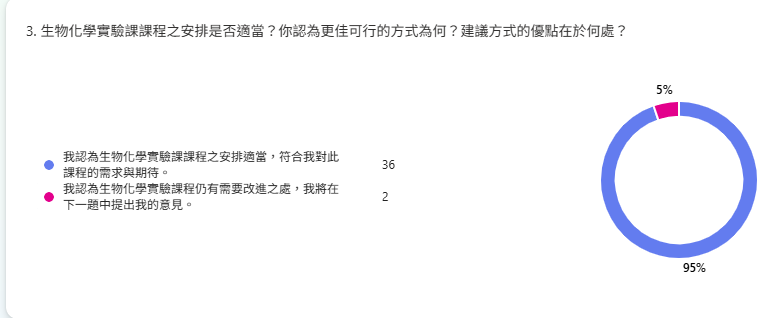 3. 生物化學實驗課課程之安排是否適當？你認為更佳可行的方式為何？建議方式的優點在於何處？
5%
我認為生物化學實驗課課程之安排適當，符合我對此
課程的需求與期待。
36
我認為生物化學實驗課程仍有需要改進之處，我將在
下一題中提出我的意見。
2
95%